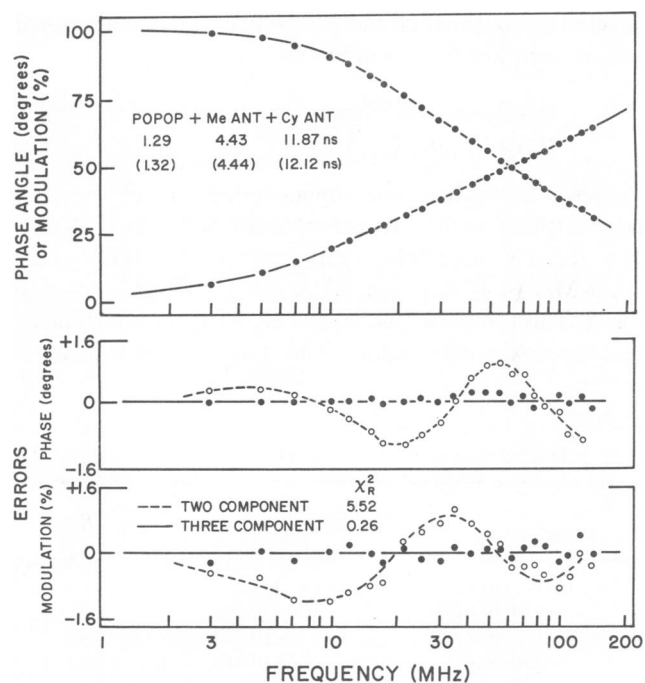 PHASE ANGLE (degrees)
or MODULATION (%)
100
75
50
25
0
POPOP + Me ANT + Cy ANT
1.29 4.43 11.87 ns
(1.32) (4.44) (12.12 ns)
ERRORS
PHASE (degrees)
+1.6
0
-1.6
MODULATION (%)
+1.6
0
-1.6
χ²R
--- TWO COMPONENT 5.52
— THREE COMPONENT 0.26
1 3 10 30 100 200
FREQUENCY (MHz)